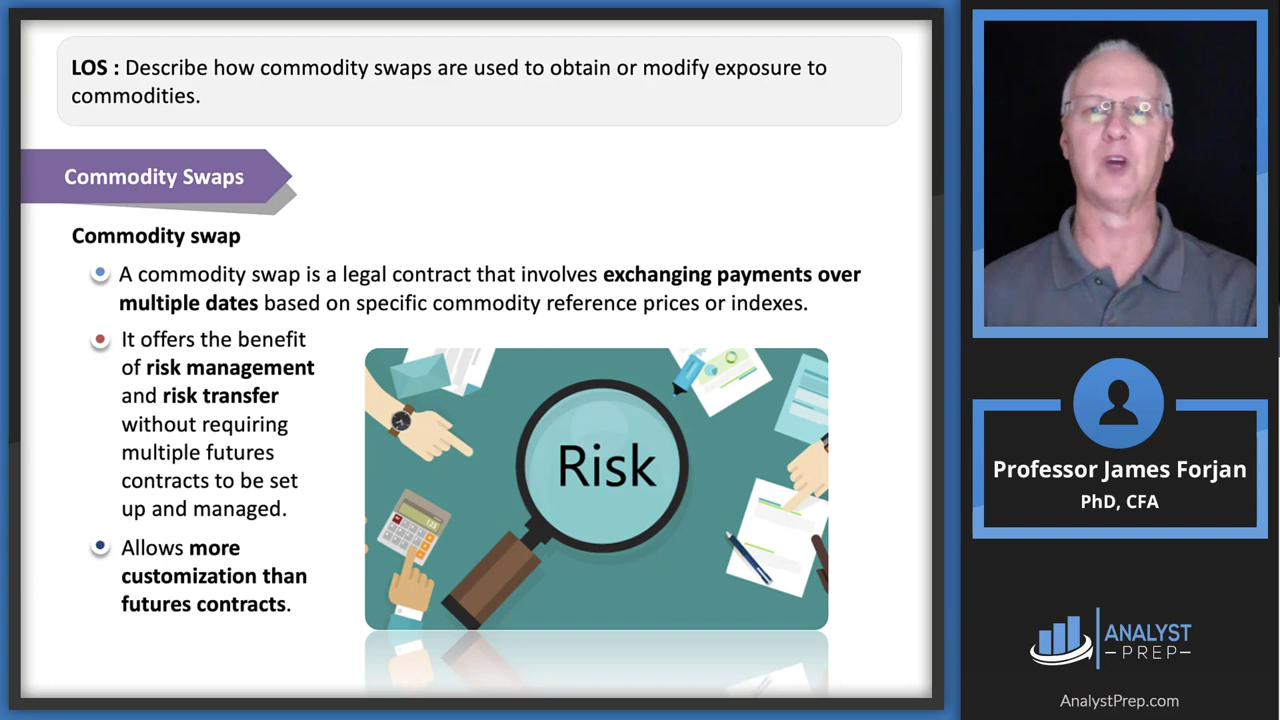 LOS : Describe how commodity swaps are used to obtain or modify exposure to
commodities.
Commodity Swaps
Commodity swap
A commodity swap is a legal contract that involves exchanging payments over
multiple dates based on specific commodity reference prices or indexes.
It offers the benefit
of risk management
and risk transfer
without requiring
multiple futures
contracts to be set
up and managed.
Allows more
customization than
futures contracts.
Risk
Professor James Forjan
PhD, CFA
ANALYST
PREP
AnalystPrep.com